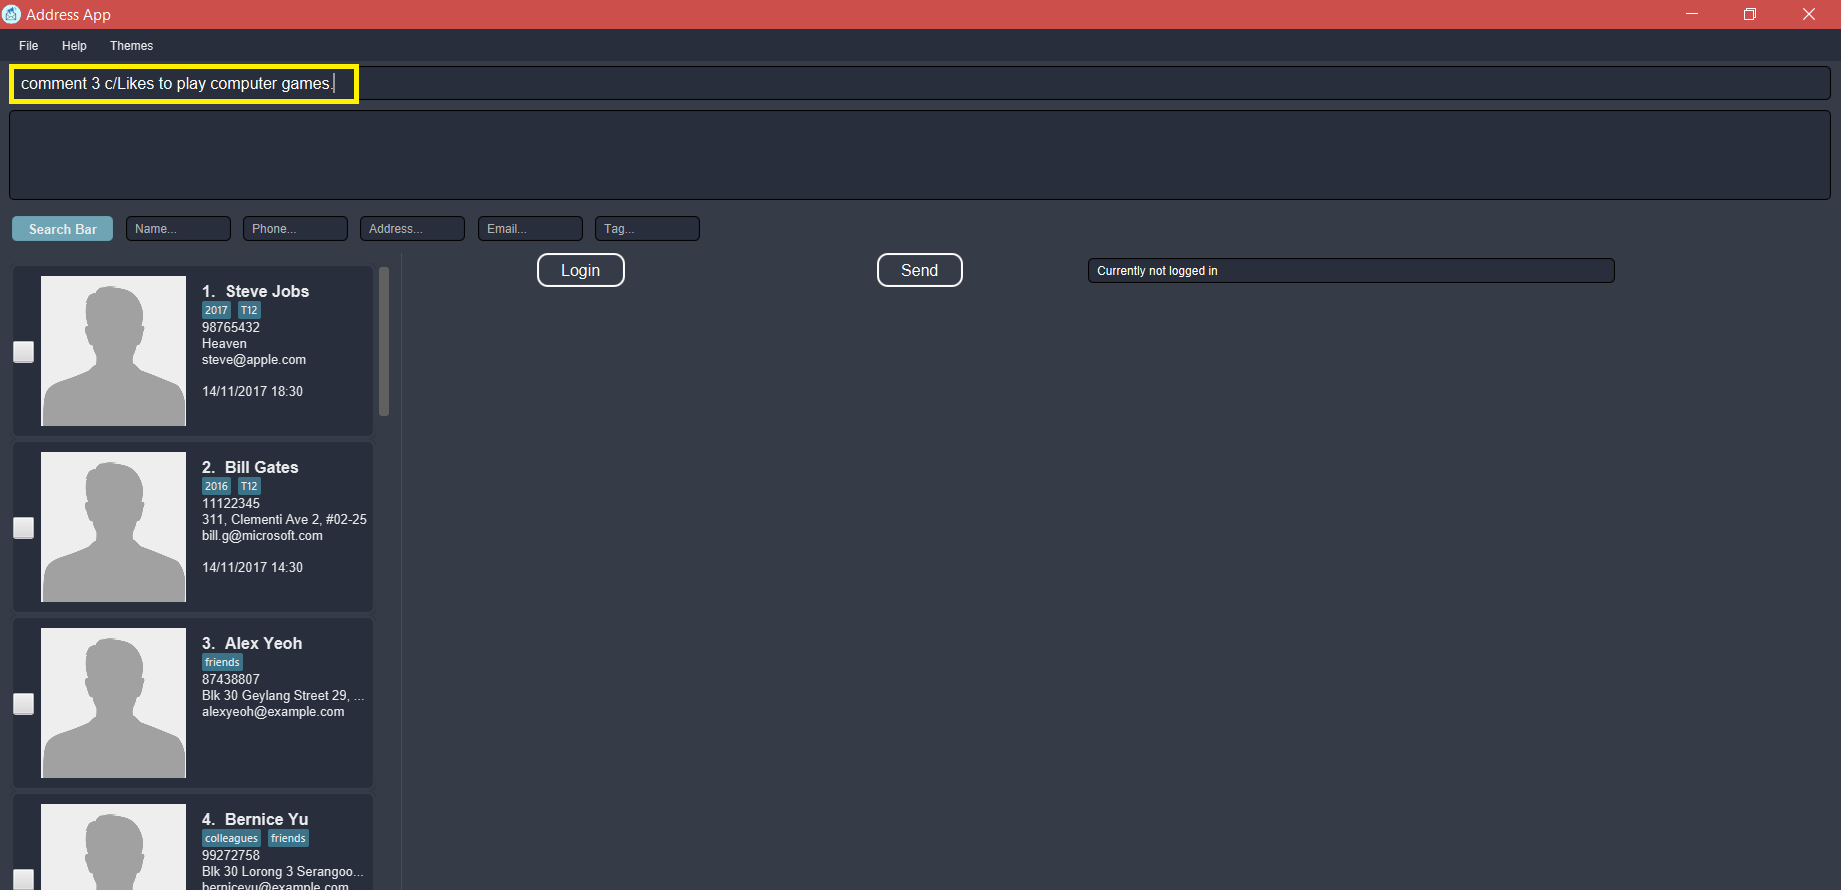 Address App
File Help Themes
comment 3 c/Likes to play computer games.
Search Bar Name... Phone... Address... Email... Tag...
Login Send Currently not logged in
1. Steve Jobs
2017 T12
98765432
Heaven
steve@apple.com
14/11/2017 18:30
2. Bill Gates
2016 T12
11122345
311, Clementi Ave 2, #02-25
bill.g@microsoft.com
14/11/2017 14:30
3. Alex Yeoh
friends
87438807
Blk 30 Geylang Street 29, ...
alexyeoh@example.com
4. Bernice Yu
colleagues friends
99272758
Blk 30 Lorong 3 Serangoo...
berniceyu@example.com